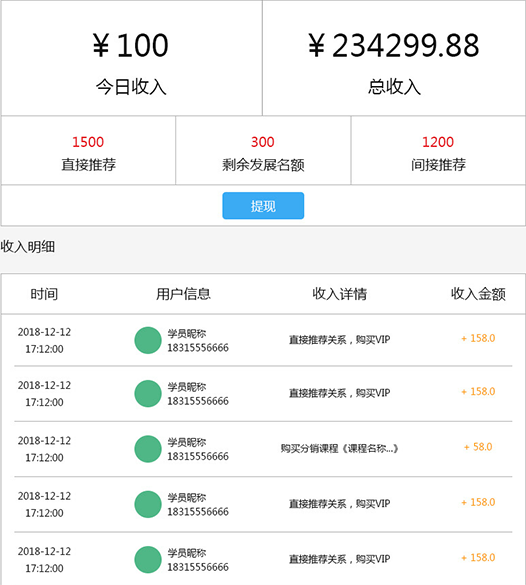 ¥100 ¥234299.88
今日收入 总收入
1500 300 1200
直接推荐 剩余发展名额 间接推荐
提现
收入明细
时间 用户信息 收入详情 收入金额
2018-12-12 学员昵称
17:12:00 18315556666 直接推荐关系，购买VIP + 158.0
2018-12-12 学员昵称
17:12:00 18315556666 直接推荐关系，购买VIP + 158.0
2018-12-12 学员昵称
17:12:00 18315556666 购买分销课程《课程名称...》 + 58.0
2018-12-12 学员昵称
17:12:00 18315556666 直接推荐关系，购买VIP + 158.0
2018-12-12 学员昵称
17:12:00 18315556666 直接推荐关系，购买VIP + 158.0